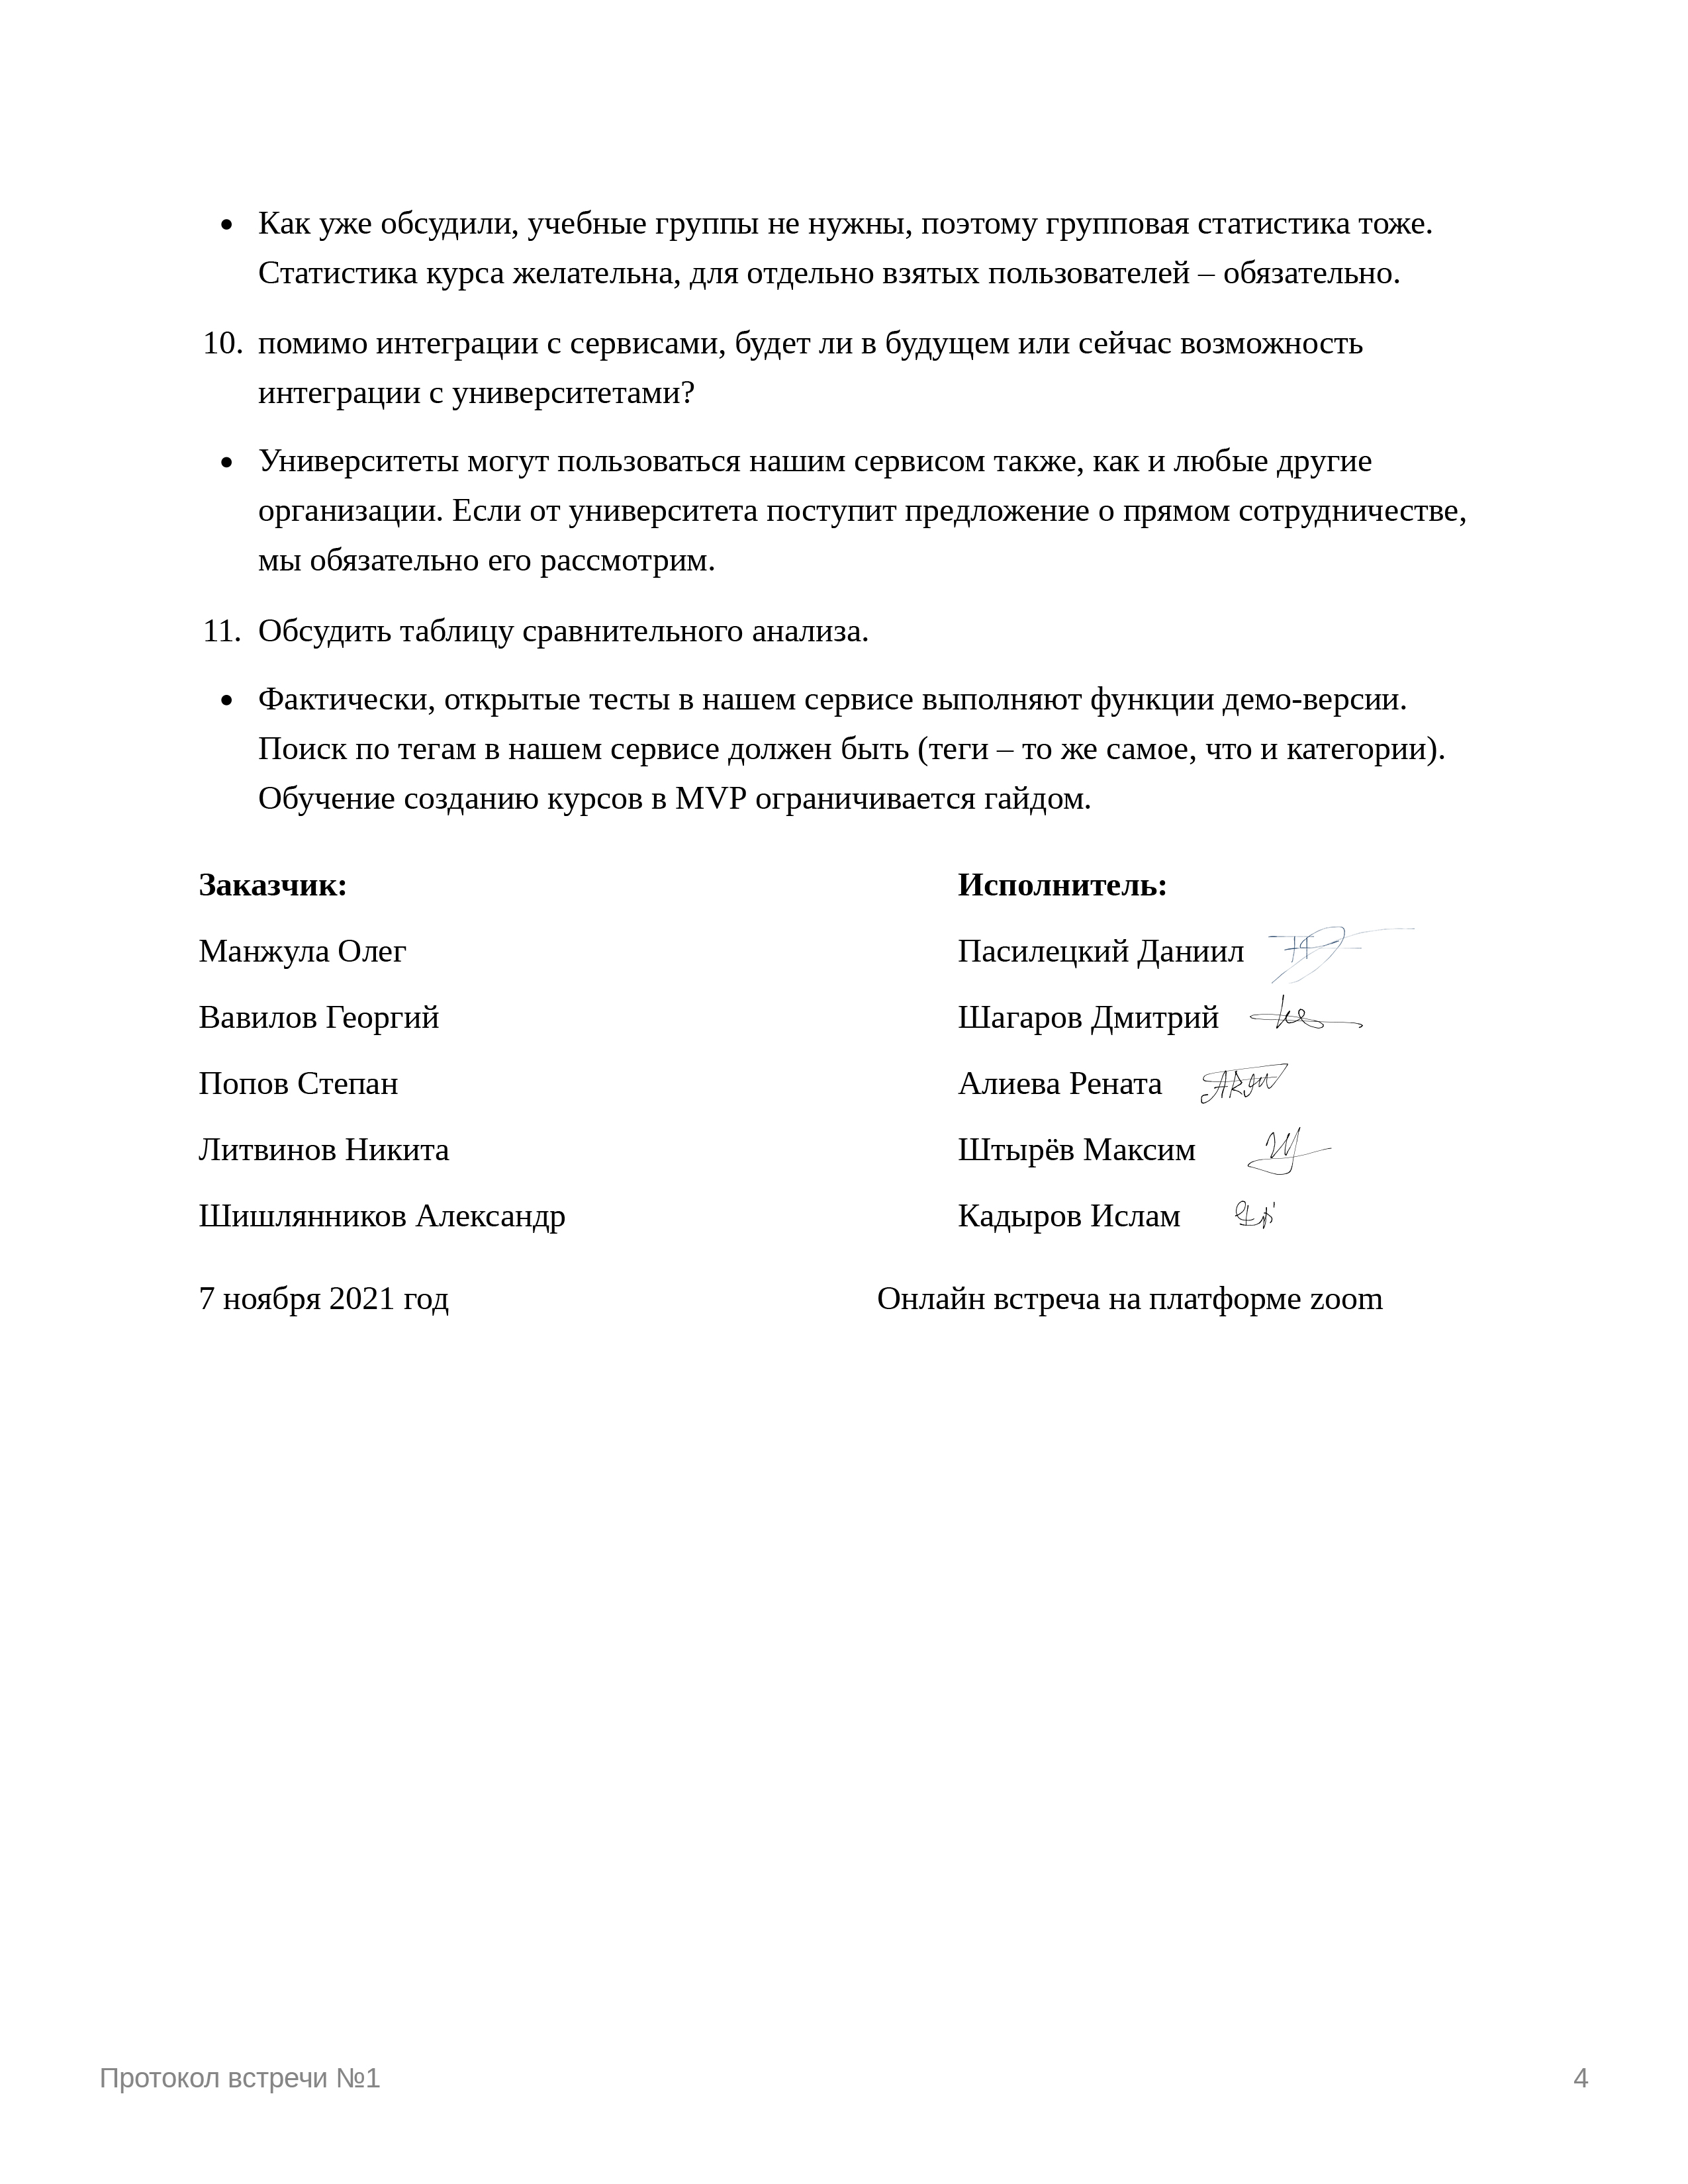 • Как уже обсудили, учебные группы не нужны, поэтому групповая статистика тоже.
Статистика курса желательна, для отдельно взятых пользователей – обязательно.
10. помимо интеграции с сервисами, будет ли в будущем или сейчас возможность
интеграции с университетами?
• Университеты могут пользоваться нашим сервисом также, как и любые другие
организации. Если от университета поступит предложение о прямом сотрудничестве,
мы обязательно его рассмотрим.
11. Обсудить таблицу сравнительного анализа.
• Фактически, открытые тесты в нашем сервисе выполняют функции демо-версии.
Поиск по тегам в нашем сервисе должен быть (теги – то же самое, что и категории).
Обучение созданию курсов в MVP ограничивается гайдом.
Заказчик: Исполнитель:
Манжула Олег Пасилецкий Даниил
Вавилов Георгий Шагаров Дмитрий
Попов Степан Алиева Рената
Литвинов Никита Штырёв Максим
Шишлянников Александр Кадыров Ислам
7 ноября 2021 год Онлайн встреча на платформе zoom
Протокол встречи №1 4